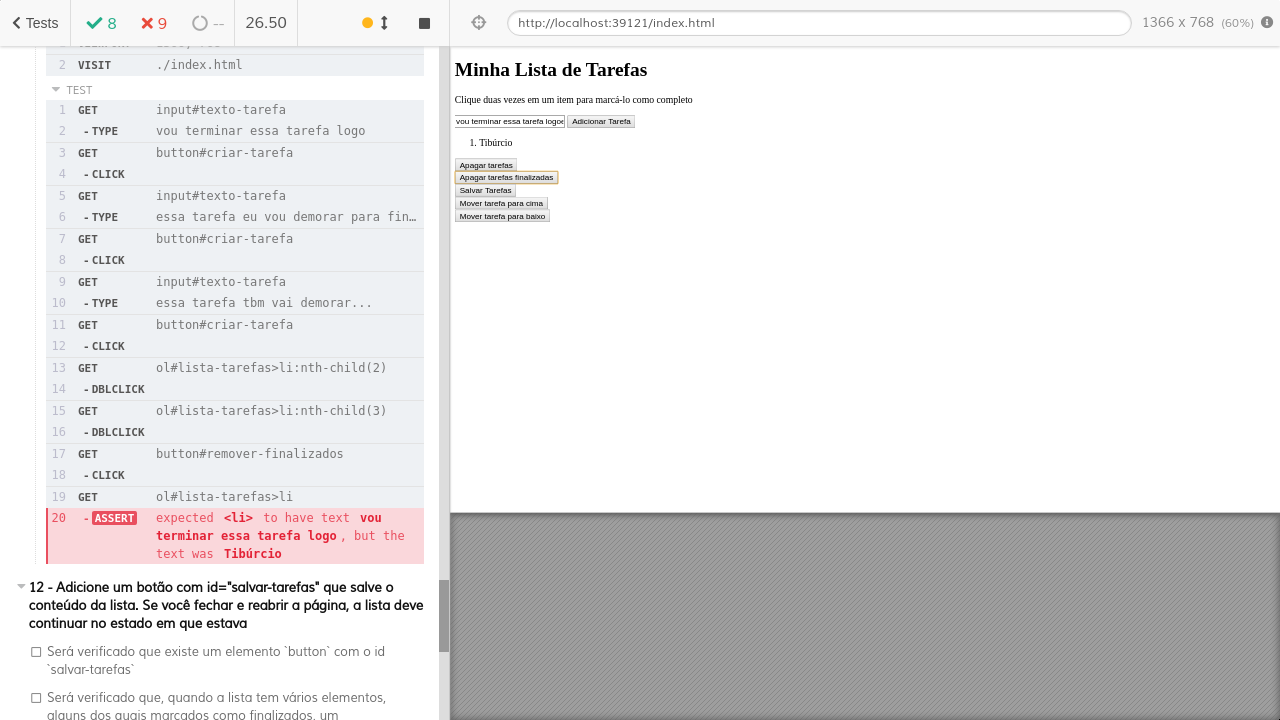 Tests
8
9
--
26.50
http://localhost:39121/index.html
1366 x 768 (60%)
2 VISIT ./index.html
TEST
1 GET input#texto-tarefa
2 - TYPE vou terminar essa tarefa logo
3 GET button#criar-tarefa
4 - CLICK
5 GET input#texto-tarefa
6 - TYPE essa tarefa eu vou demorar para fin…
7 GET button#criar-tarefa
8 - CLICK
9 GET input#texto-tarefa
10 - TYPE essa tarefa tbm vai demorar...
11 GET button#criar-tarefa
12 - CLICK
13 GET ol#lista-tarefas>li:nth-child(2)
14 - DBLCLICK
15 GET ol#lista-tarefas>li:nth-child(3)
16 - DBLCLICK
17 GET button#remover-finalizados
18 - CLICK
19 GET ol#lista-tarefas>li
20 - ASSERT expected <li> to have text vou
terminar essa tarefa logo, but the
text was Tibúrcio
12 - Adicione um botão com id="salvar-tarefas" que salve o
conteúdo da lista. Se você fechar e reabrir a página, a lista deve
continuar no estado em que estava
Será verificado que existe um elemento `button` com o id
`salvar-tarefas`
Será verificado que, quando a lista tem vários elementos,
alguns dos quais marcados como finalizados, um
Minha Lista de Tarefas
Clique duas vezes em um item para marcá-lo como completo
vou terminar essa tarefa logoe Adicionar Tarefa
1. Tibúrcio
Apagar tarefas
Apagar tarefas finalizadas
Salvar Tarefas
Mover tarefa para cima
Mover tarefa para baixo